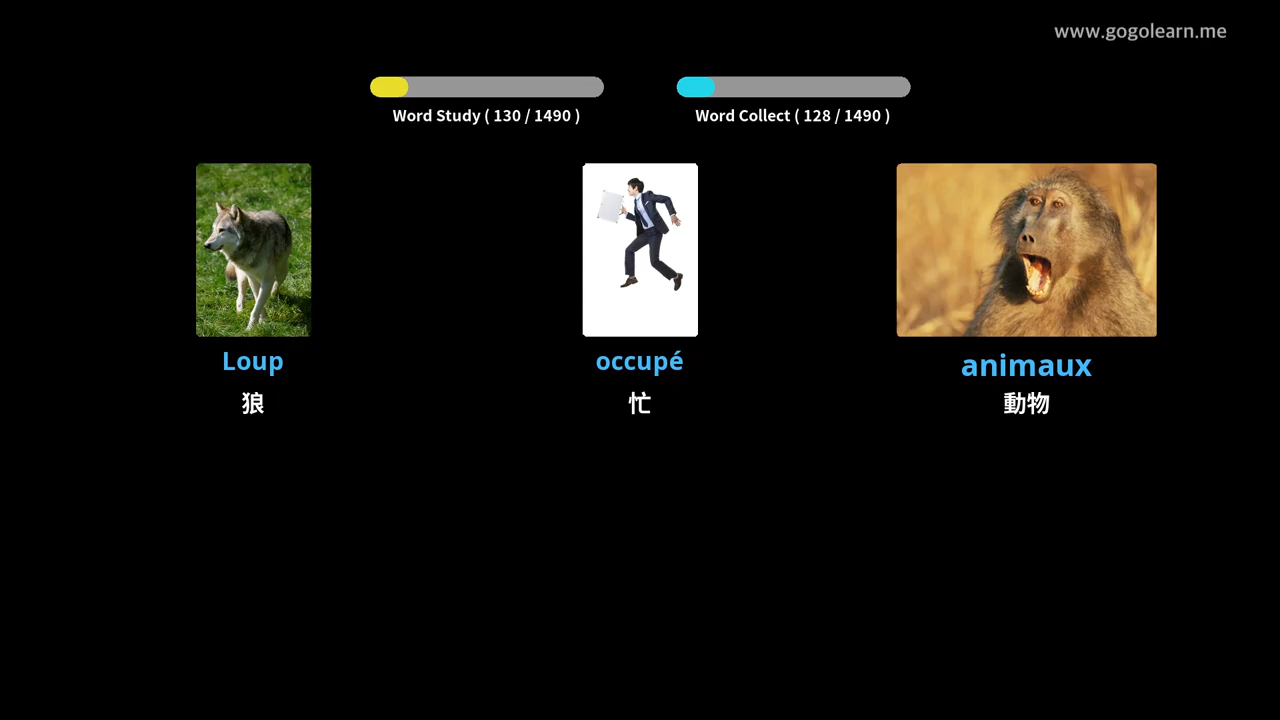 www.gogolearn.me
Word Study ( 130 / 1490 )
Word Collect ( 128 / 1490 )
Loup
occupé
animaux
狼
忙
動物